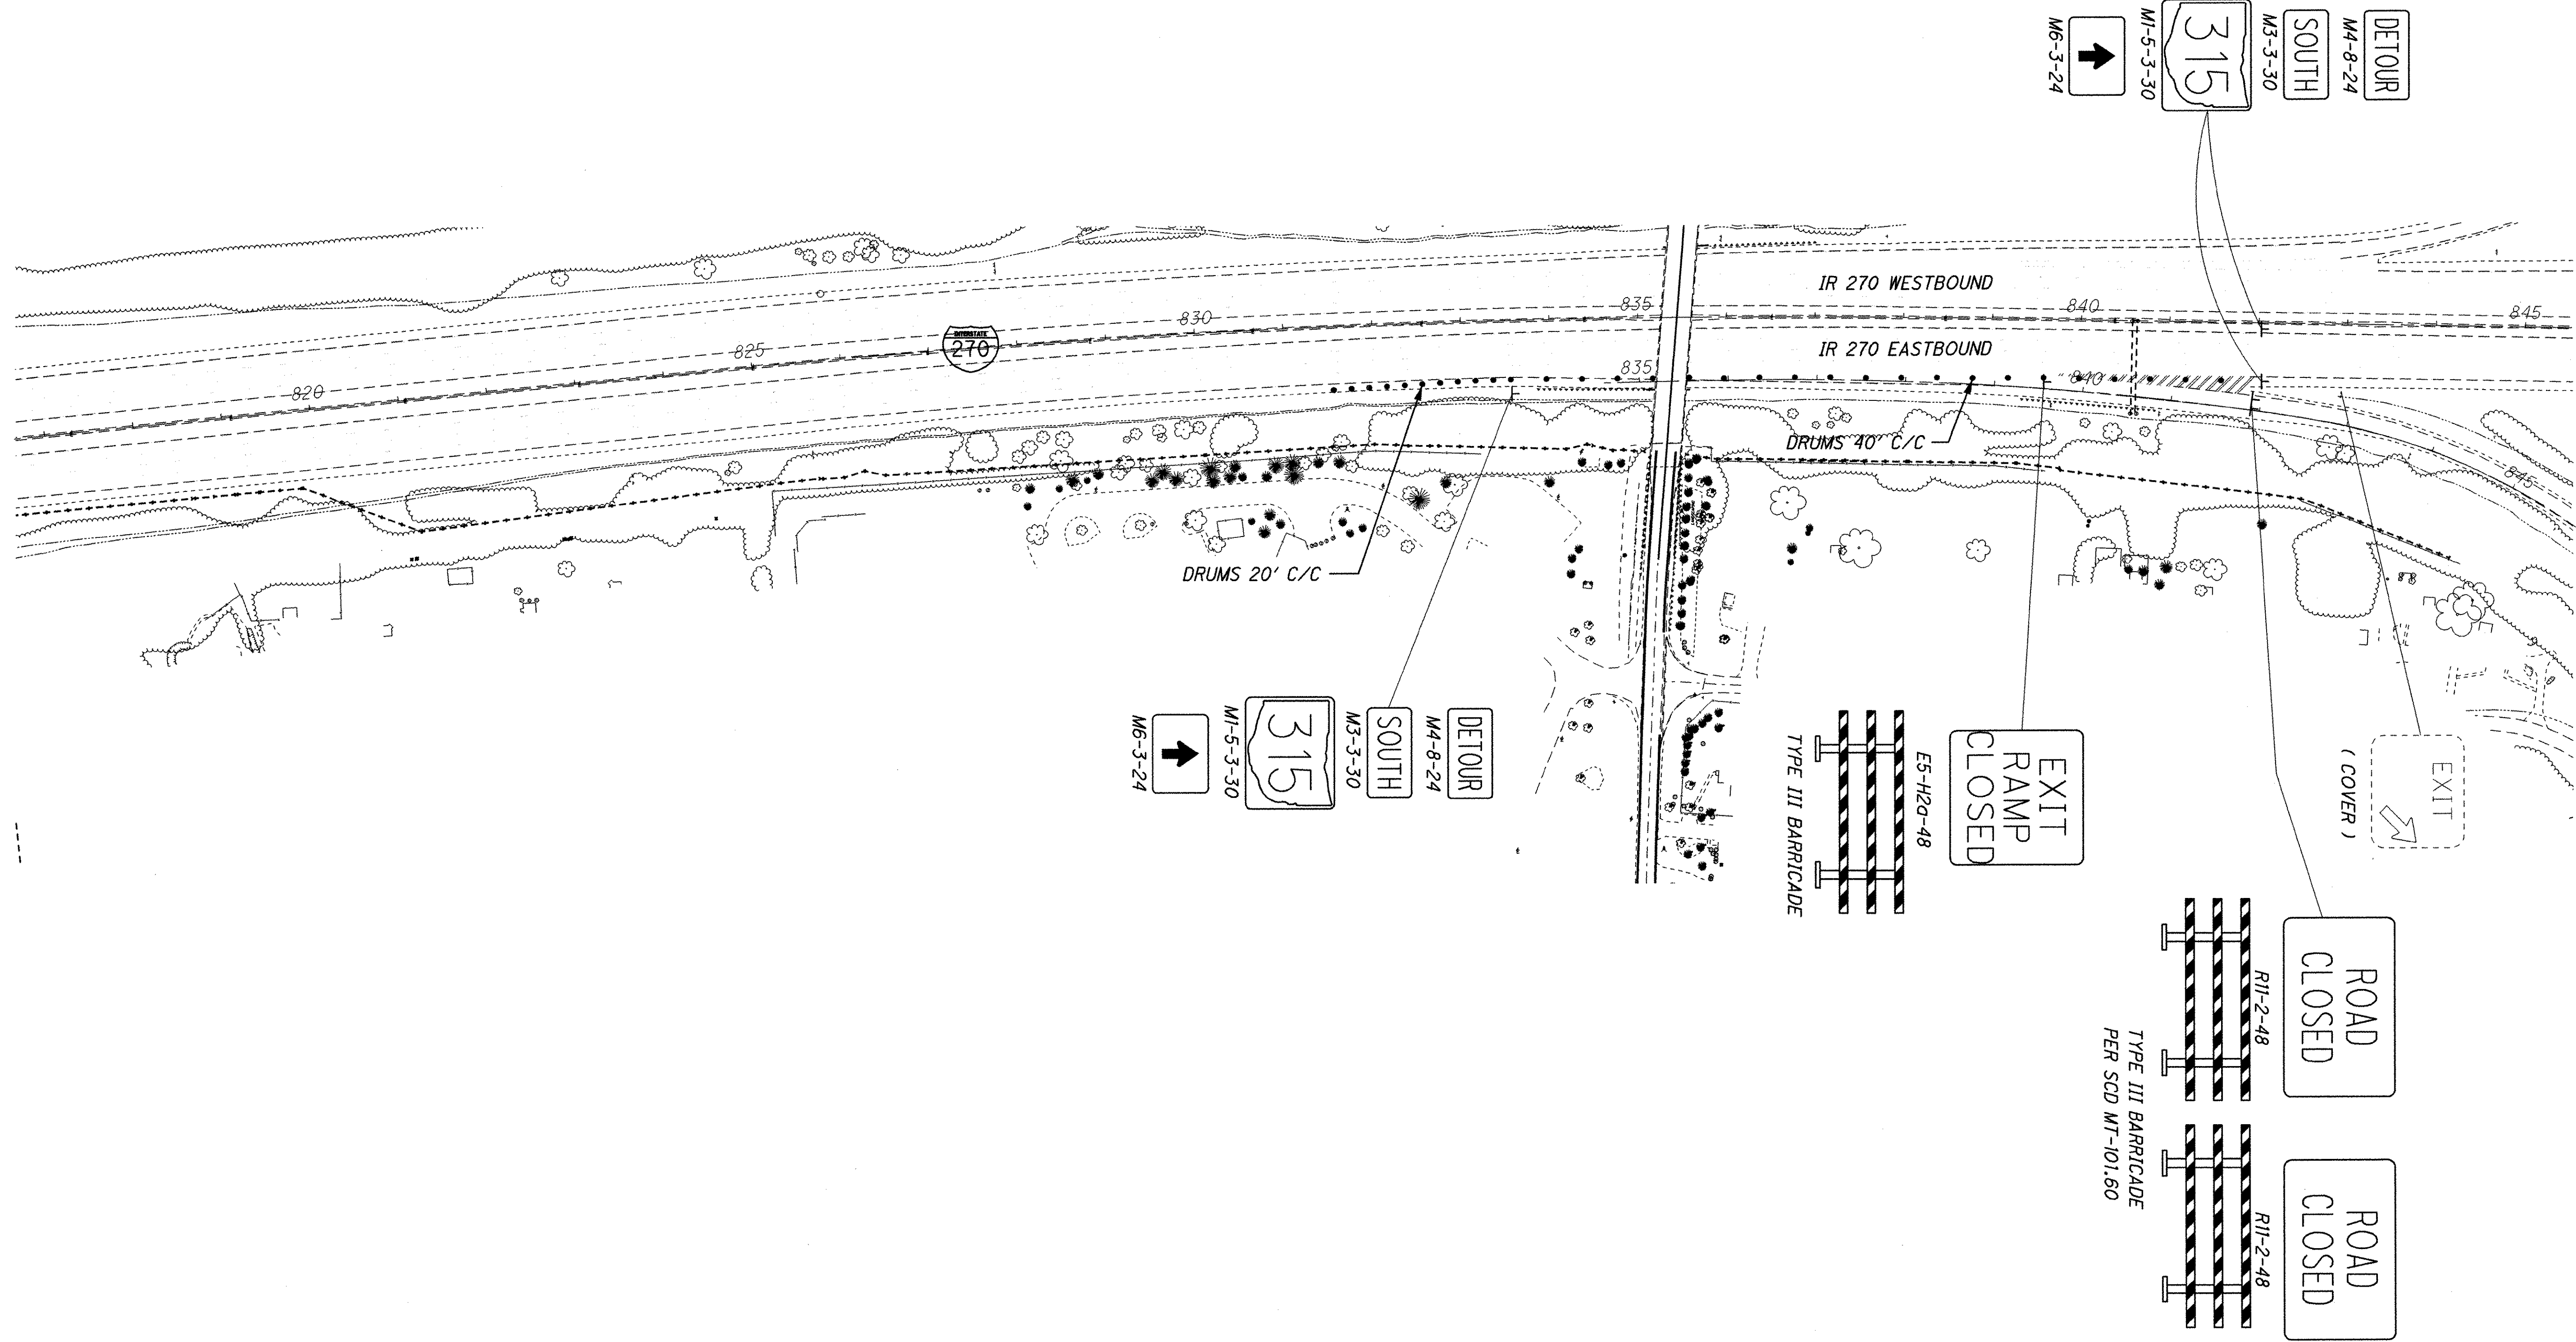 DETOUR
M4-8-24
SOUTH
M3-3-30
315
M1-5-3-30
M6-3-24
IR 270 WESTBOUND
IR 270 EASTBOUND
820
825
830
835
840
845
INTERSTATE
270
835
840
845
DRUMS 40' C/C
DRUMS 20' C/C
DETOUR
M4-8-24
SOUTH
M3-3-30
315
M1-5-3-30
M6-3-24
EXIT
RAMP
CLOSED
E5-H2a-48
TYPE III BARRICADE
EXIT
( COVER )
ROAD
CLOSED
R11-2-48
ROAD
CLOSED
R11-2-48
TYPE III BARRICADE
PER SCD MT-101.60